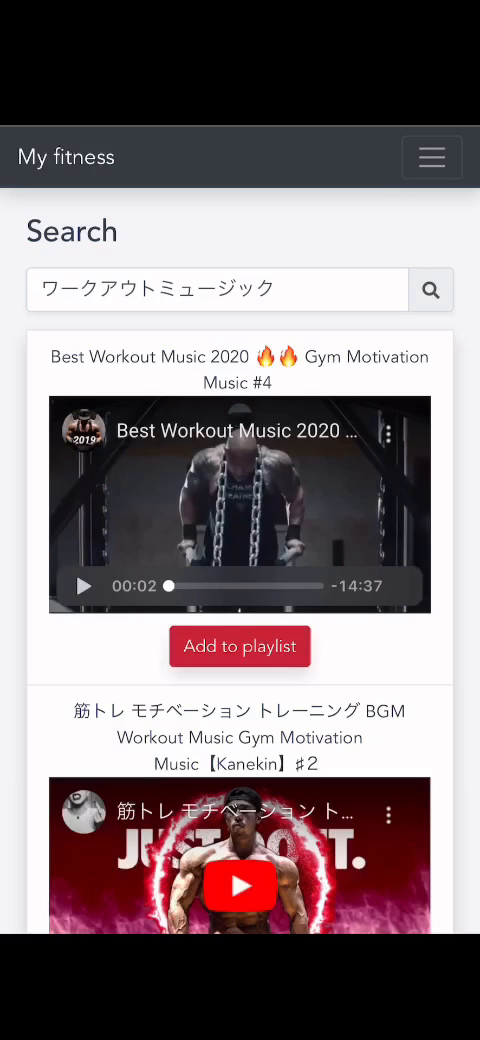 My fitness
Search
ワークアウトミュージック
Best Workout Music 2020 🔥🔥 Gym Motivation
Music #4
2019
Best Workout Music 2020 ...
00:02
-14:37
Add to playlist
筋トレ モチベーション トレーニング BGM
Workout Music Gym Motivation
Music【Kanekin】♯2
筋トレ モチベーション ト...